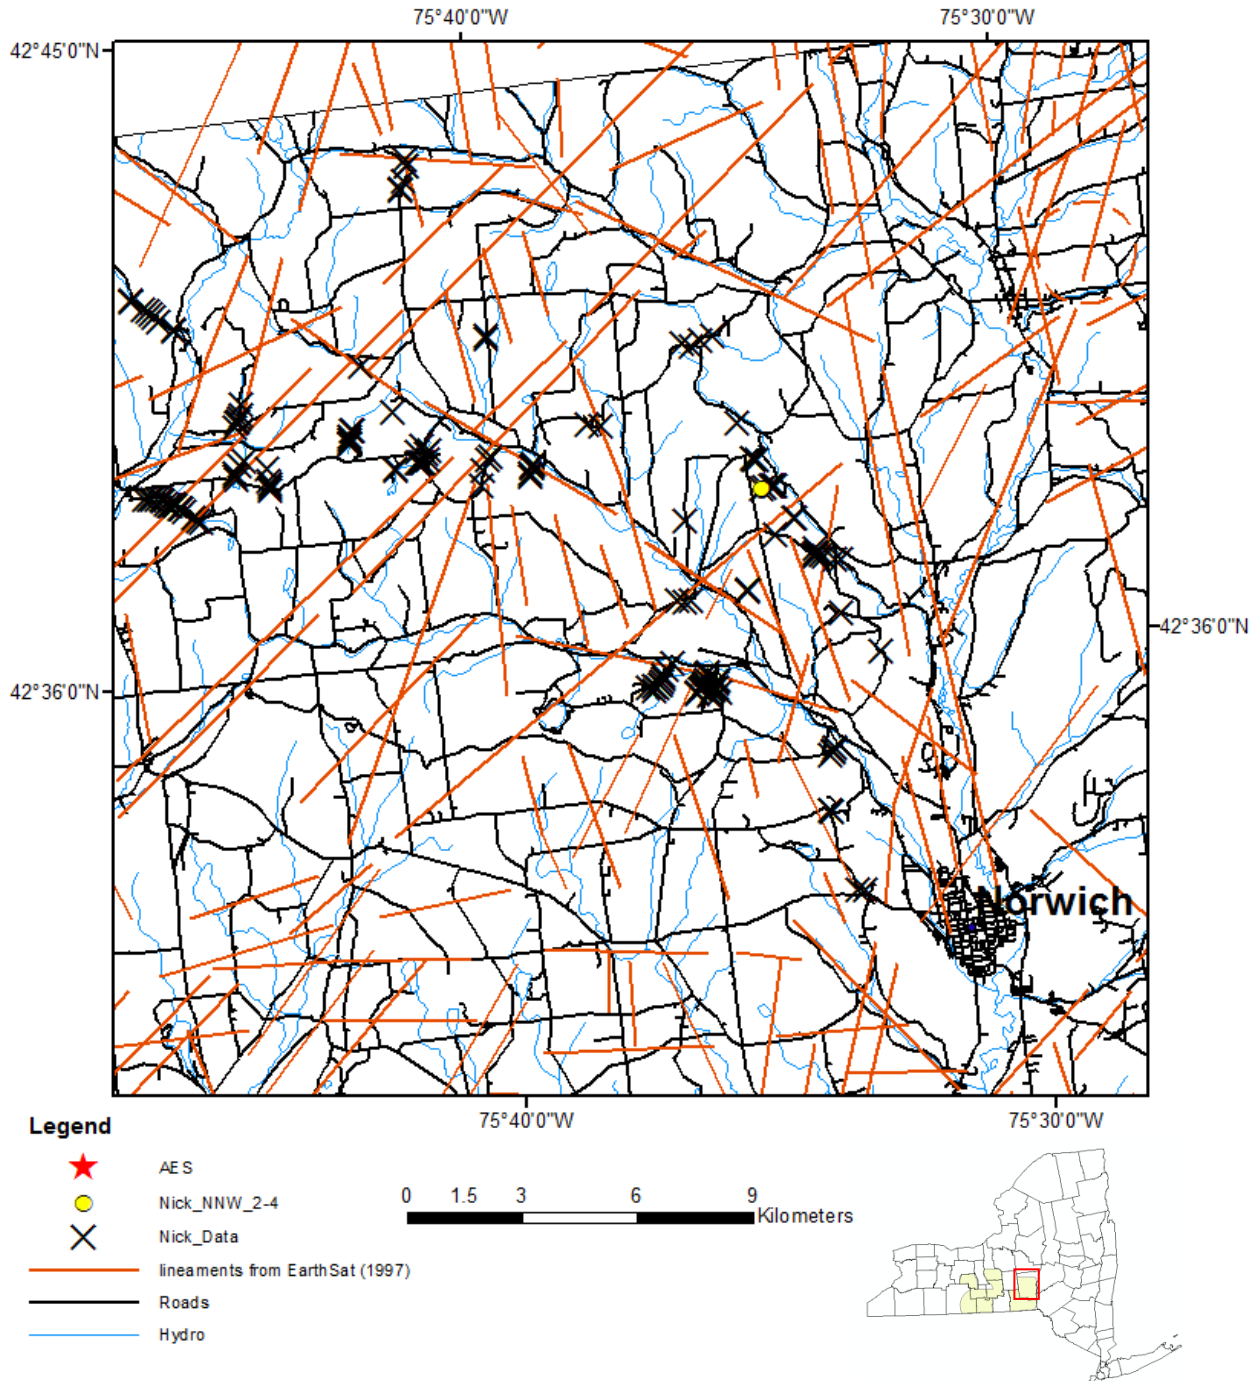 75°40'0"W
75°30'0"W
42°45'0"N
42°36'0"N
42°36'0"N
Norwich
75°40'0"W
75°30'0"W
Legend
AES
Nick_NNW_2-4
Nick_Data
lineaments from EarthSat (1997)
Roads
Hydro
0 1.5 3 6 9
Kilometers